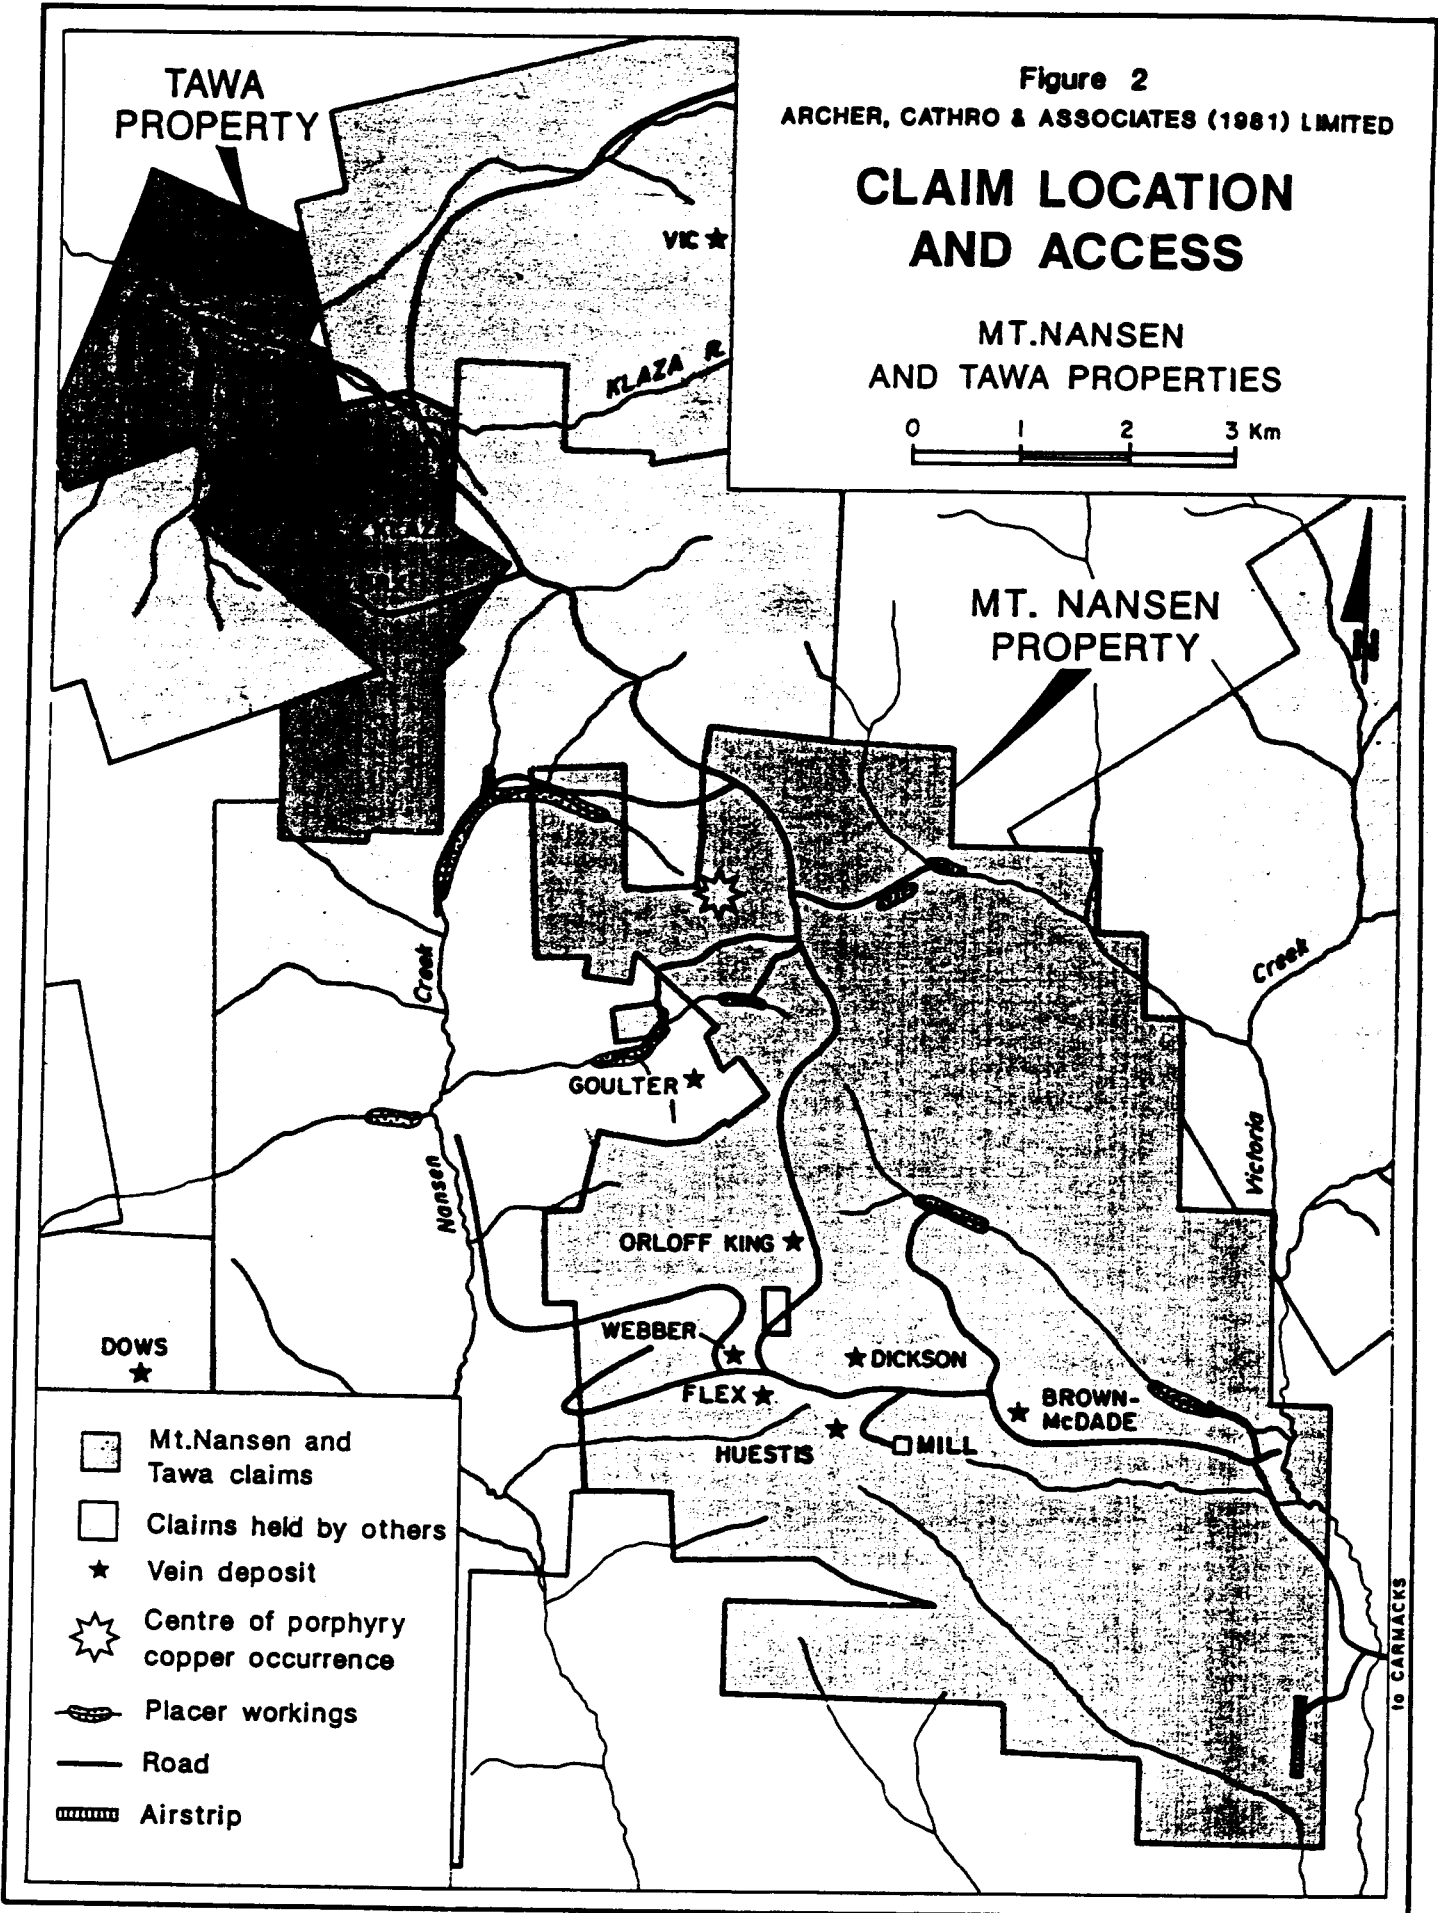 Figure 2
ARCHER, CATHRO & ASSOCIATES (1981) LIMITED
CLAIM LOCATION
AND ACCESS
MT.NANSEN
AND TAWA PROPERTIES
0 1 2 3 Km
TAWA
PROPERTY
VIC
KLAZA R.
MT. NANSEN
PROPERTY
N
Creek
Creek
GOULTER
Victoria
Nansen
ORLOFF KING
WEBBER
DOWS
DICKSON
FLEX
BROWN-
McDADE
HUESTIS
MILL
to CARMACKS
Mt.Nansen and
Tawa claims
Claims held by others
Vein deposit
Centre of porphyry
copper occurrence
Placer workings
Road
Airstrip